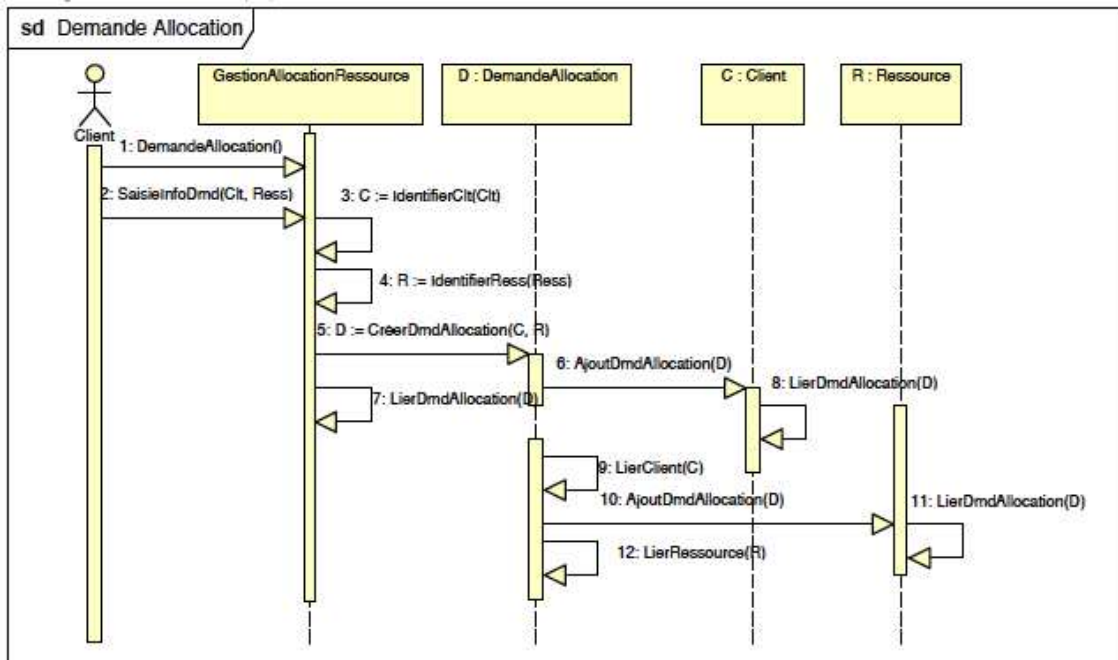 sd Demande Allocation
GestionAllocationRessource
D : DemandeAllocation
C : Client
R : Ressource
Client
1: DemandeAllocation()
2: SaisieInfoDmd(Clt, Ress)
3: C := IdentifierClt(Clt)
4: R := IdentifierRess(Ress)
5: D := CréerDmdAllocation(C, R)
6: AjoutDmdAllocation(D)
7: LierDmdAllocation(D)
8: LierDmdAllocation(D)
9: LierClient(C)
10: AjoutDmdAllocation(D)
11: LierDmdAllocation(D)
12: LierRessource(R)